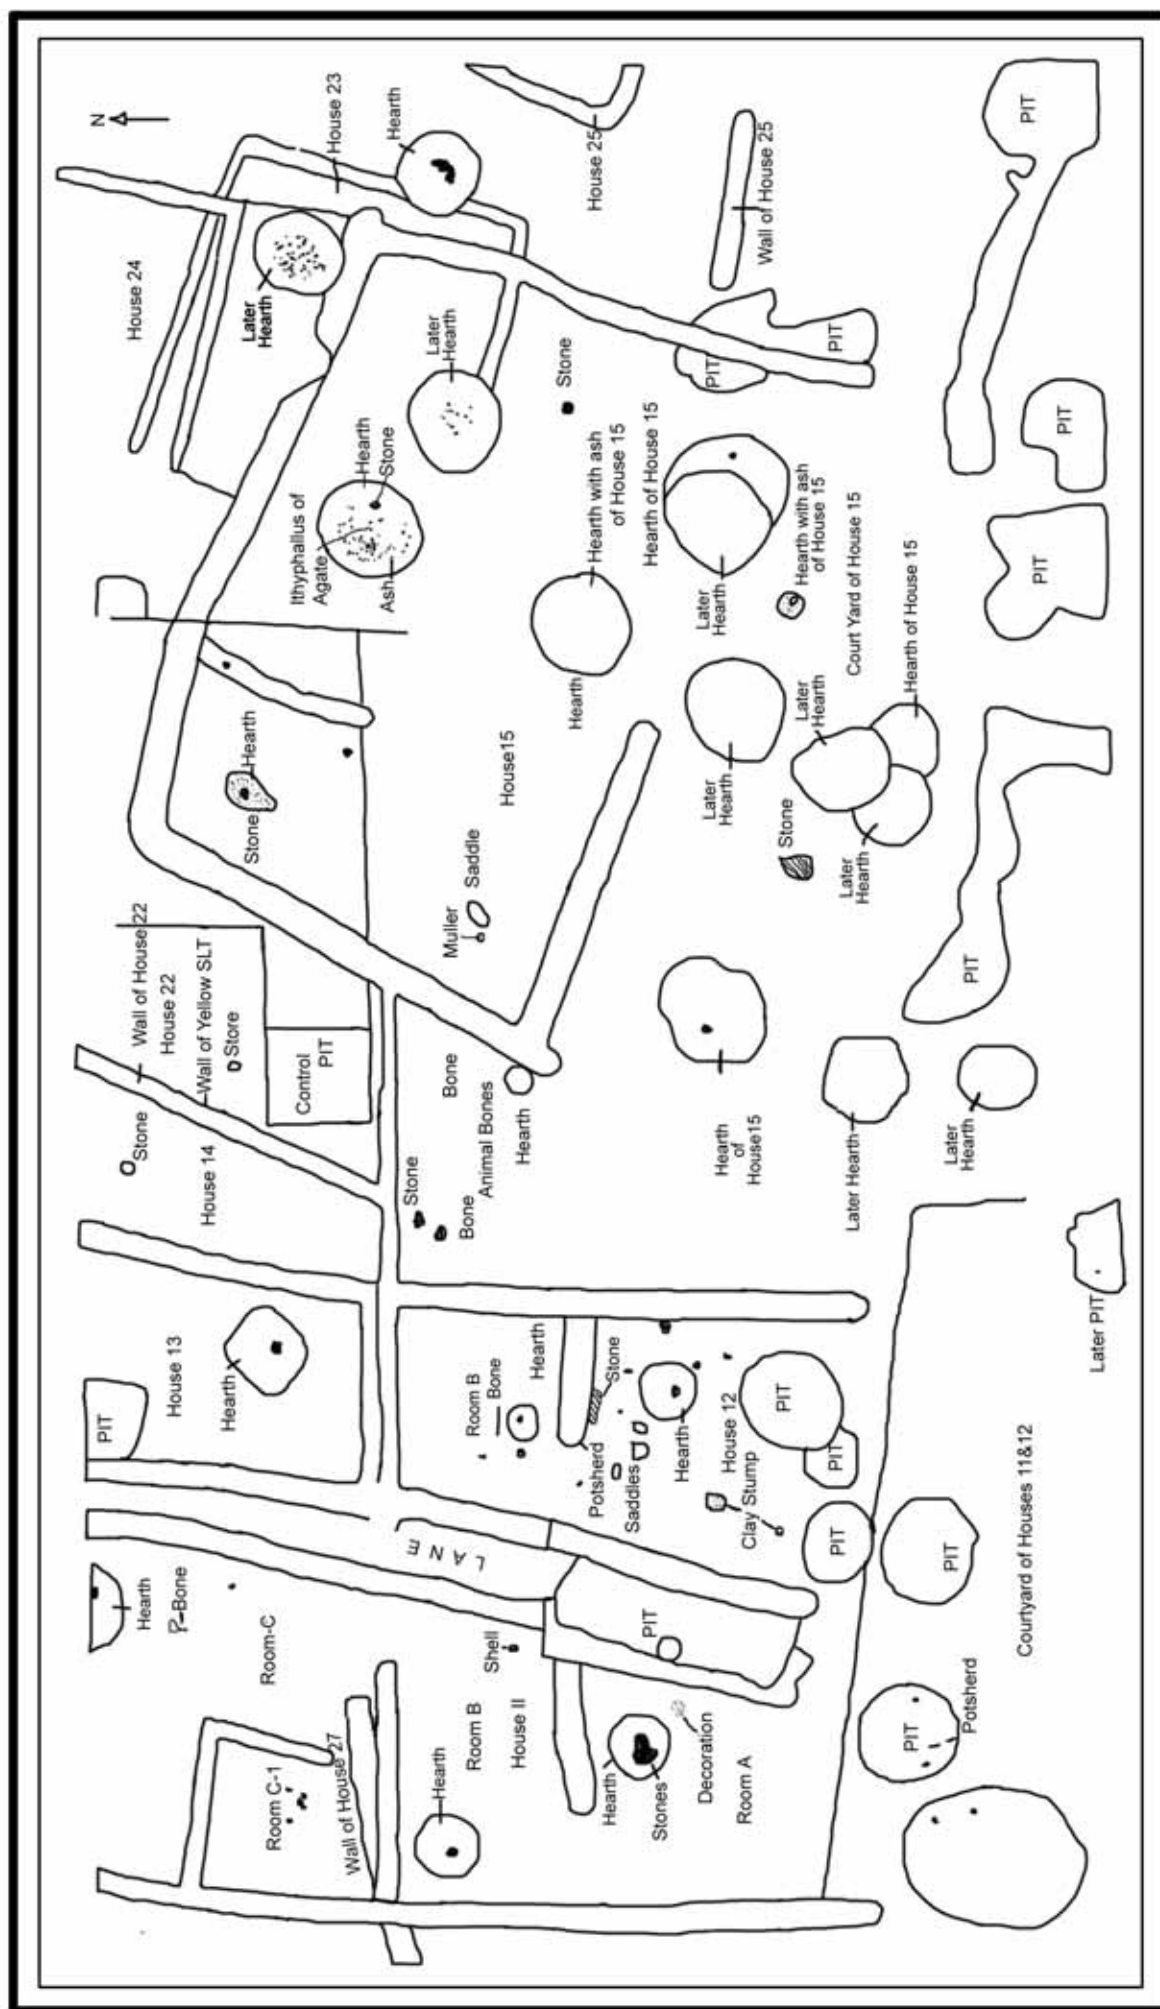 N
House 24
House 23
Hearth
Later
Hearth
House 25
Wall of House 25
PIT
PIT
PIT
PIT
PIT
Later
Hearth
Stone
Ithyphallus of
Agate
Hearth
Stone
Ash
Hearth with ash
of House 15
Hearth
Hearth of House 15
Later
Hearth
Hearth with ash
of House 15
Court Yard of House 15
Hearth of House 15
Later
Hearth
Later
Hearth
Later
Hearth
Stone
Hearth
Stone
House15
Saddle
Muller
PIT
Wall of House 22
House 22
Wall of Yellow SLT
Store
Control
PIT
Stone
House 14
Bone
Animal Bones
Hearth
Stone
Bone
Hearth
of
House15
Later Hearth
Later
Hearth
Later PIT
PIT
House 13
Hearth
Room B
Bone
Hearth
Stone
Potsherd
Saddles
Hearth
House 12
Clay Stump
PIT
PIT
PIT
PIT
Courtyard of Houses 11&12
LANE
Hearth
Bone
Room-C
Shell
PIT
Room B
House II
Room C-1
Wall of House 27
Hearth
Hearth
Stones
Decoration
Room A
PIT
Potsherd